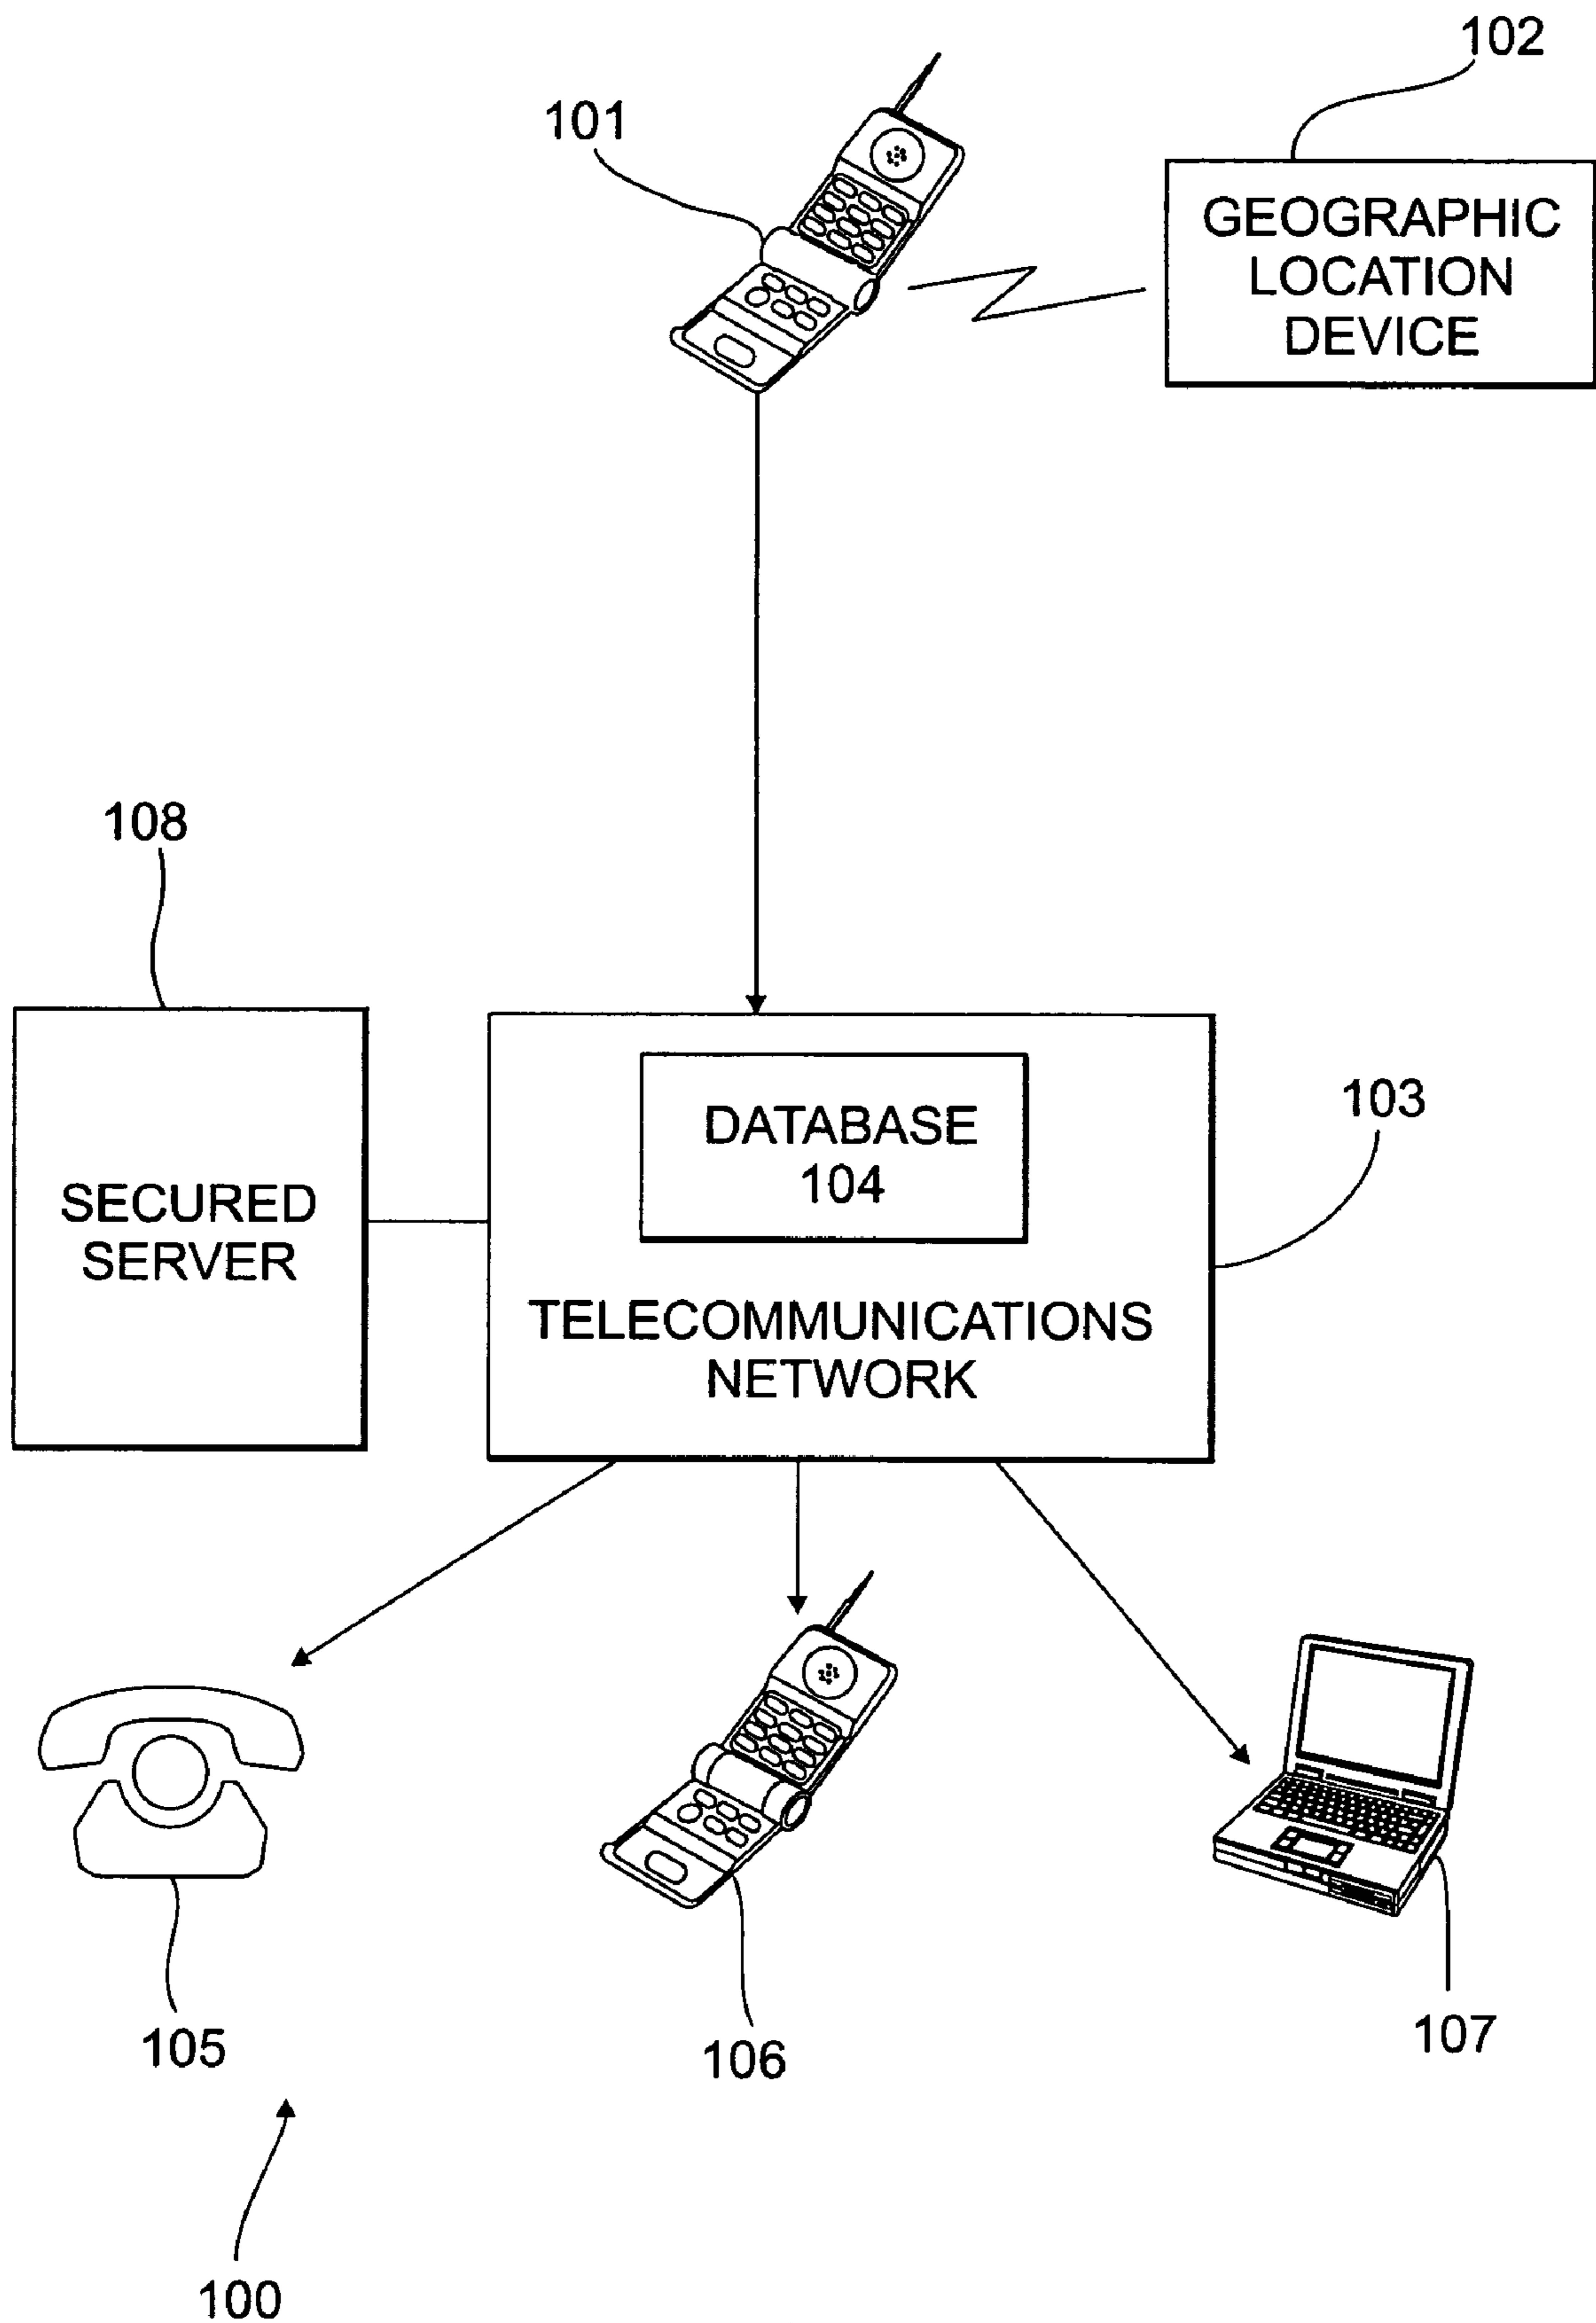 102
101
GEOGRAPHIC
LOCATION
DEVICE
108
103
DATABASE
104
SECURED
SERVER
TELECOMMUNICATIONS
NETWORK
105
106
107
100